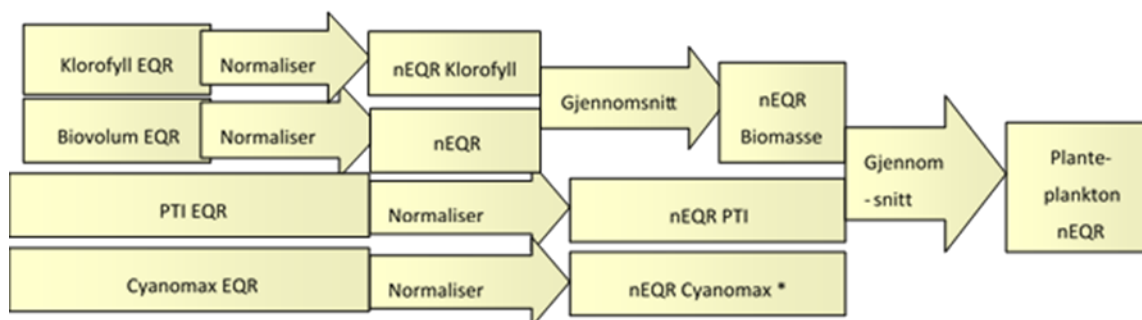 Klorofyll EQR
Normaliser
nEQR Klorofyll
Biovolum EQR
Normaliser
nEQR
Gjennomsnitt
nEQR
Biomasse
PTI EQR
Normaliser
nEQR PTI
Cyanomax EQR
Normaliser
nEQR Cyanomax *
Gjennom
- snitt
Plante-
plankton
nEQR